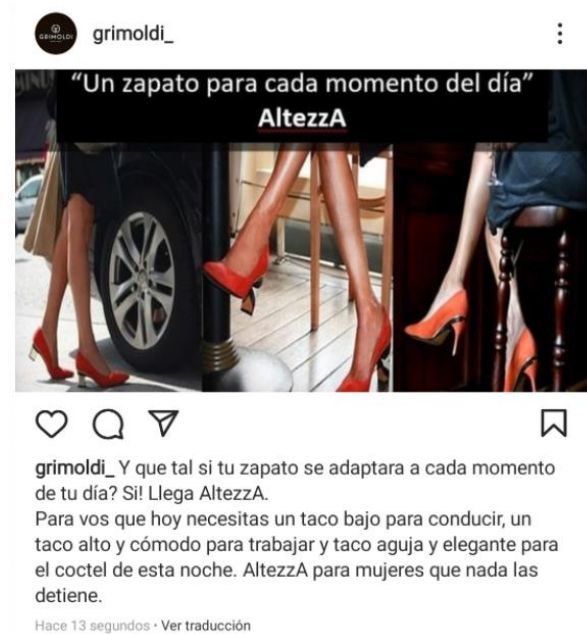 GRIMOLDI
grimoldi_
“Un zapato para cada momento del día”
AltezzA
grimoldi_ Y que tal si tu zapato se adaptara a cada momento
de tu día? Si! Llega AltezzA.
Para vos que hoy necesitas un taco bajo para conducir, un
taco alto y cómodo para trabajar y taco aguja y elegante para
el coctel de esta noche. AltezzA para mujeres que nada las
detiene.
Hace 13 segundos · Ver traducción